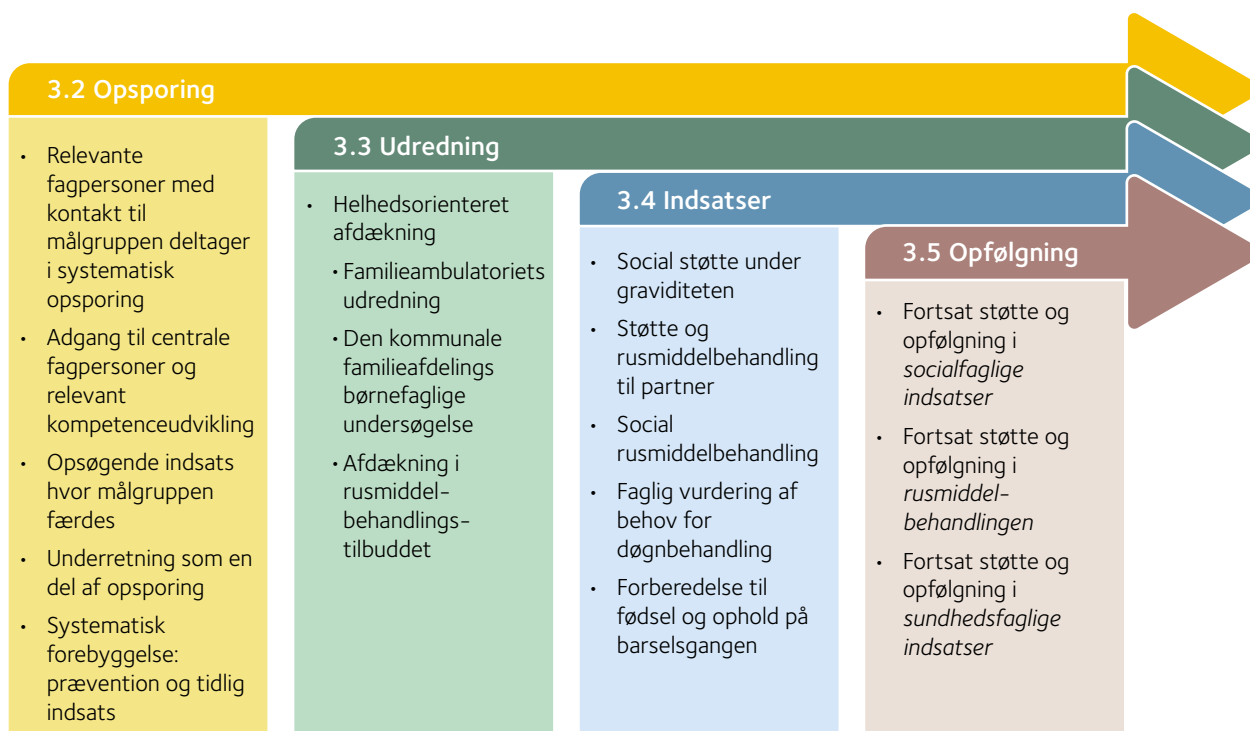 3.2 Opsporing
• Relevante
fagpersoner med
kontakt til
målgruppen deltager
i systematisk
opsporing
• Adgang til centrale
fagpersoner og
relevant
kompetenceudvikling
• Opsøgende indsats
hvor målgruppen
færdes
• Underretning som en
del af opsporing
• Systematisk
forebyggelse:
prævention og tidlig
indsats
3.3 Udredning
• Helhedsorienteret
afdækning
• Familieambulatoriets
udredning
• Den kommunale
familieafdelings
børnefaglige
undersøgelse
• Afdækning i
rusmiddel-
behandlings-
tilbuddet
3.4 Indsatser
• Social støtte under
graviditeten
• Støtte og
rusmiddelbehandling
til partner
• Social
rusmiddelbehandling
• Faglig vurdering af
behov for
døgnbehandling
• Forberedelse til
fødsel og ophold på
barselsgangen
3.5 Opfølgning
• Fortsat støtte og
opfølgning i
socialfaglige
indsatser
• Fortsat støtte og
opfølgning i
rusmiddel-
behandlingen
• Fortsat støtte og
opfølgning i
sundhedsfaglige
indsatser